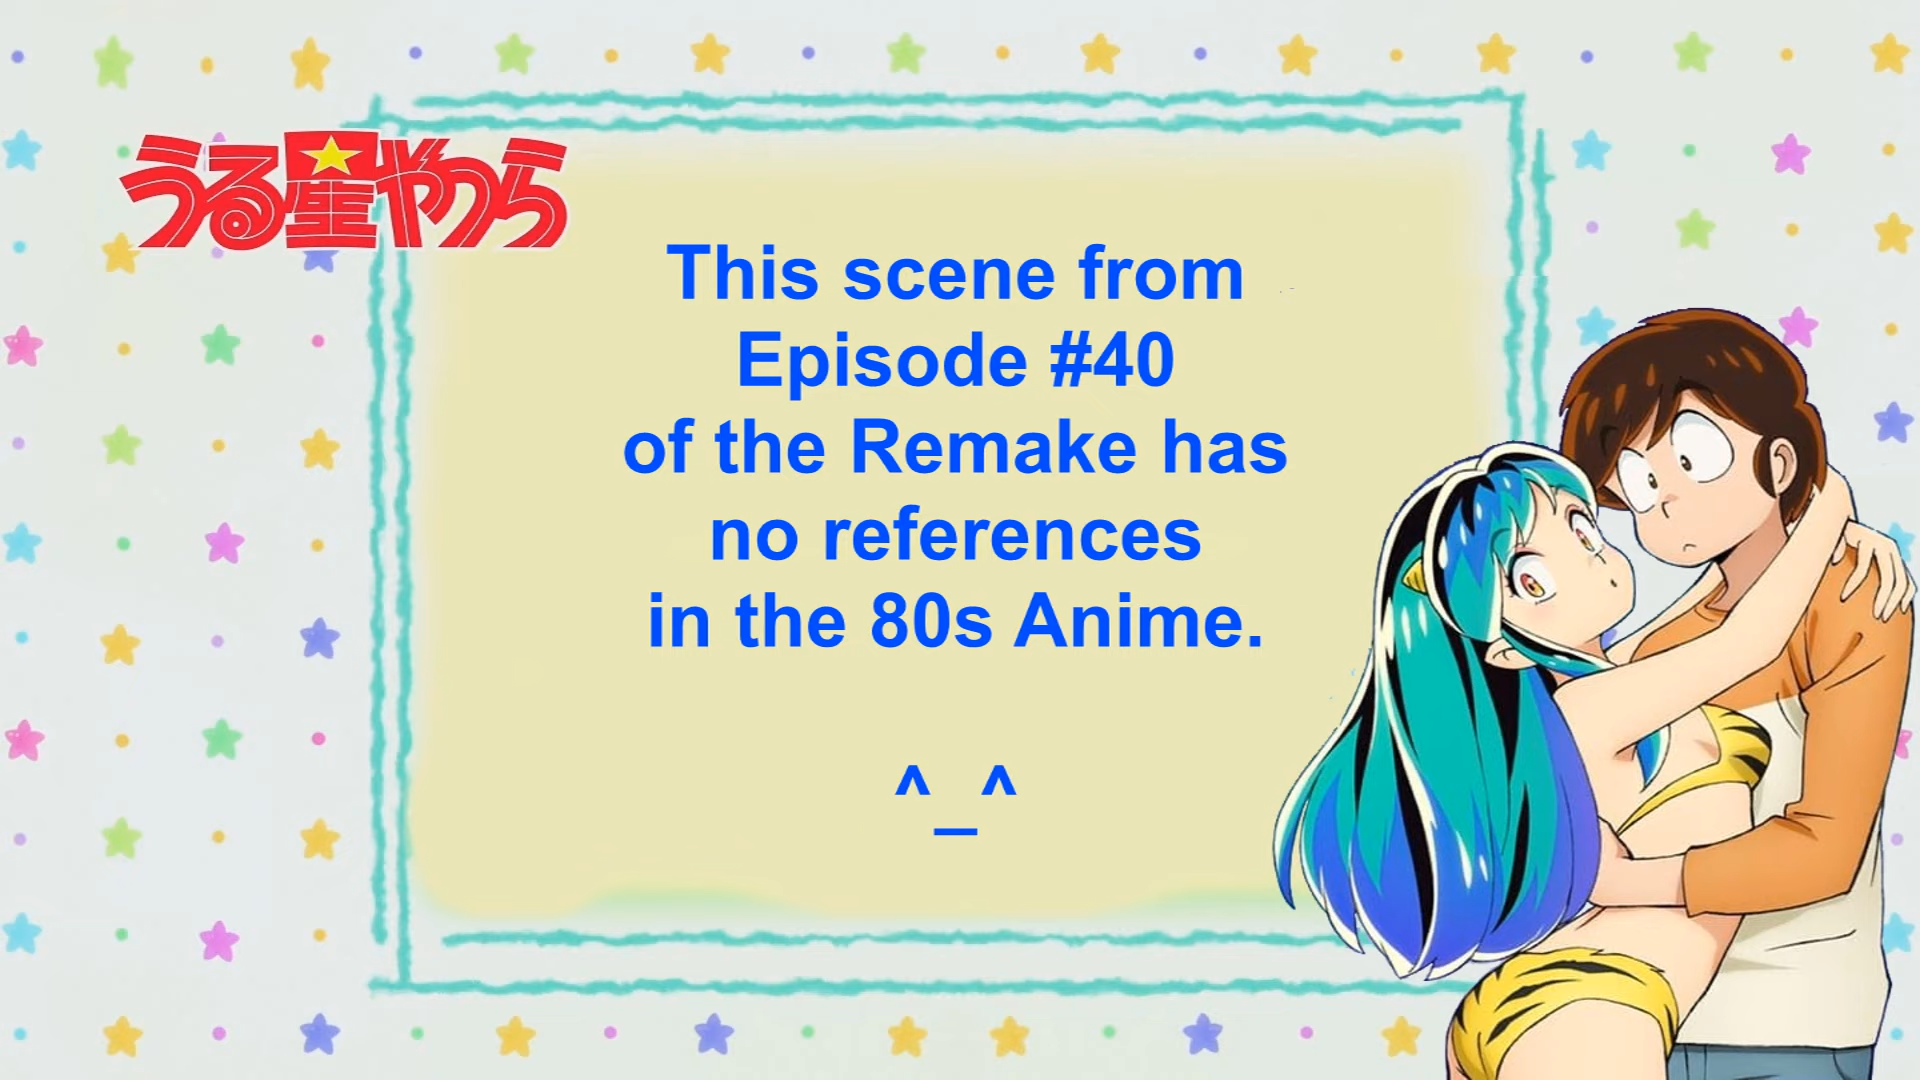 うる星やつら
This scene from
Episode #40
of the Remake has
no references
in the 80s Anime.
^_^